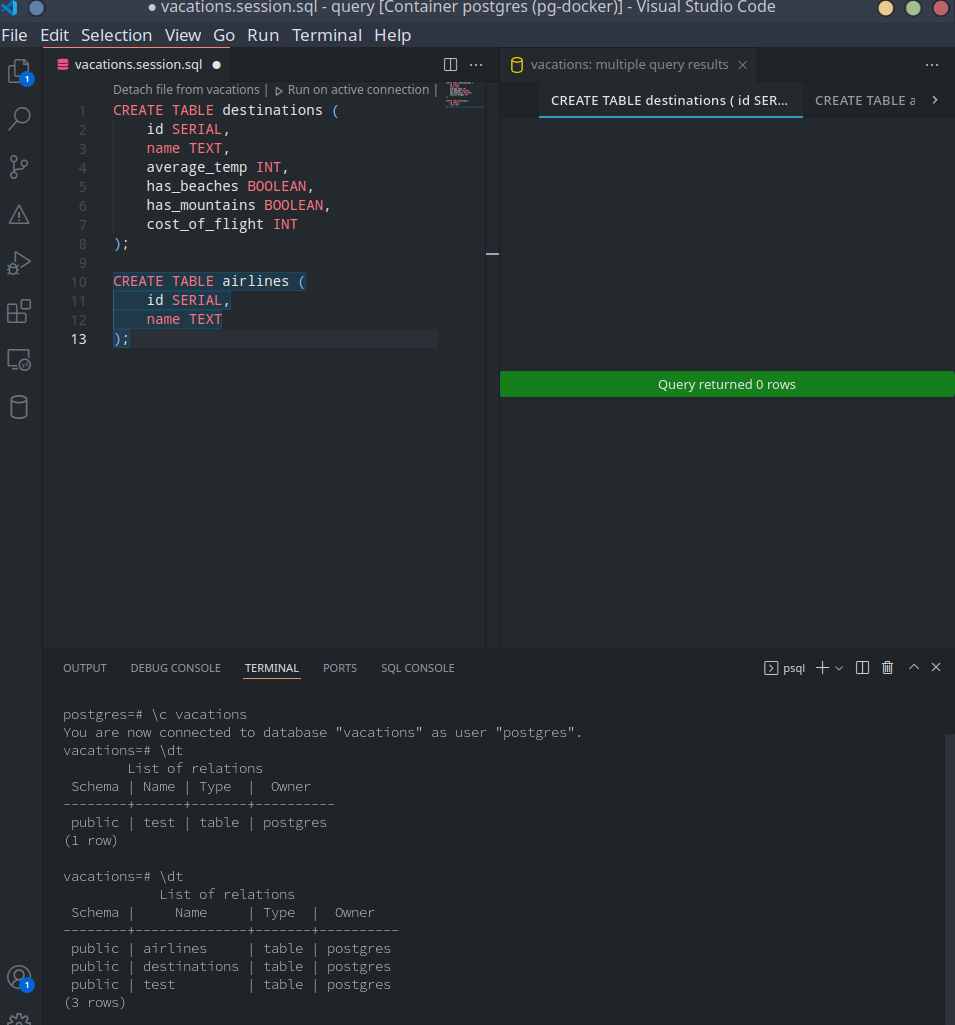 ● vacations.session.sql - query [Container postgres (pg-docker)] - Visual Studio Code
File Edit Selection View Go Run Terminal Help
vacations.session.sql ●
Detach file from vacations | ▷ Run on active connection |
1 CREATE TABLE destinations (
2     id SERIAL,
3     name TEXT,
4     average_temp INT,
5     has_beaches BOOLEAN,
6     has_mountains BOOLEAN,
7     cost_of_flight INT
8 );
9
10 CREATE TABLE airlines (
11     id SERIAL,
12     name TEXT
13 );
vacations: multiple query results
CREATE TABLE destinations ( id SER... CREATE TABLE a
Query returned 0 rows
1
OUTPUT DEBUG CONSOLE TERMINAL PORTS SQL CONSOLE psql
postgres=# \c vacations
You are now connected to database "vacations" as user "postgres".
vacations=# \dt
        List of relations
 Schema | Name | Type  |  Owner
--------+------+-------+----------
 public | test | table | postgres
(1 row)
vacations=# \dt
            List of relations
 Schema |     Name     | Type  |  Owner
--------+--------------+-------+----------
 public | airlines     | table | postgres
 public | destinations | table | postgres
 public | test         | table | postgres
(3 rows)
1